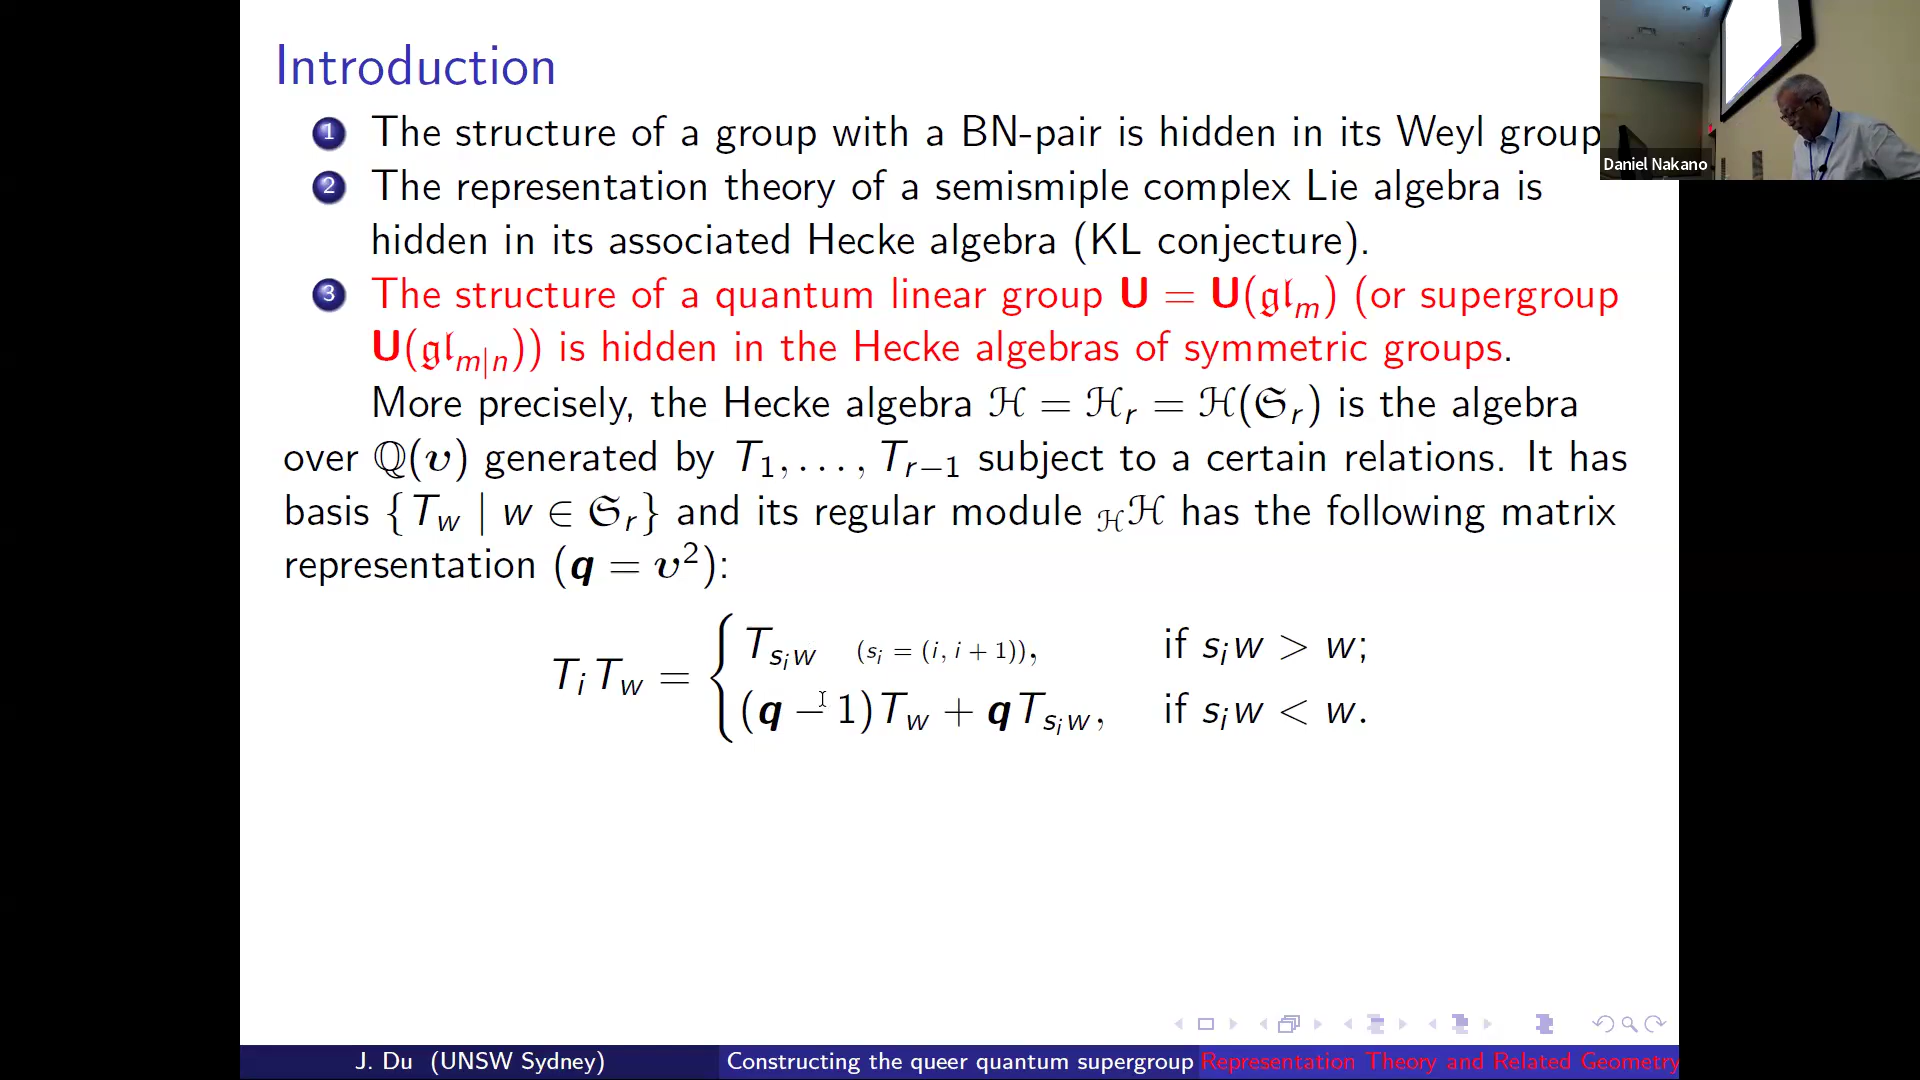 Introduction
1 The structure of a group with a BN-pair is hidden in its Weyl group
Daniel Nakano
2 The representation theory of a semismiple complex Lie algebra is
hidden in its associated Hecke algebra (KL conjecture).
3 The structure of a quantum linear group U = U(𝔤𝔩_m) (or supergroup
U(𝔤𝔩_{m|n})) is hidden in the Hecke algebras of symmetric groups.
More precisely, the Hecke algebra ℋ = ℋ_r = ℋ(𝔖_r) is the algebra
over ℚ(υ) generated by T_1, . . . , T_{r−1} subject to a certain relations. It has
basis {T_w | w ∈ 𝔖_r} and its regular module _ℋℋ has the following matrix
representation (q = υ²):
T_i T_w = { T_{s_i w} (s_i = (i, i + 1)), if s_i w > w;
(q − 1)T_w + qT_{s_i w}, if s_i w < w.
J. Du (UNSW Sydney) Constructing the queer quantum supergroup Representation Theory and Related Geometry